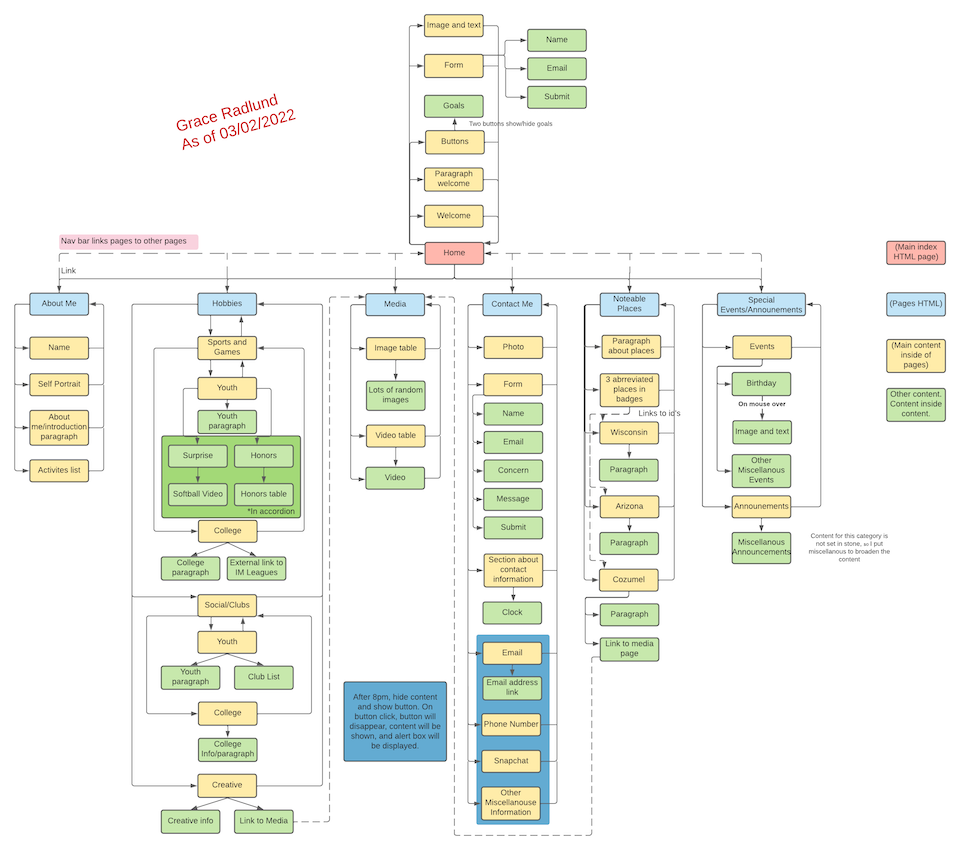 Image and text
Form
Name
Email
Submit
Goals
Two buttons show/hide goals
Buttons
Paragraph
welcome
Welcome
Home
Grace Radlund
As of 03/02/2022
Nav bar links pages to other pages
Link
(Main index
HTML page)
(Pages HTML)
(Main content
inside of
pages)
Other content,
Content inside
content.
About Me
Name
Self Portrait
About
me/introduction
paragraph
Activites list
Hobbies
Sports and
Games
Youth
Youth
paragraph
Surprise
Honors
Softball Video
Honors table
*In accordion
College
College
paragraph
External link to
IM Leagues
Social/Clubs
Youth
Youth
paragraph
Club List
College
College
Info/paragraph
Creative
Creative info
Link to Media
Media
Image table
Lots of random
images
Video table
Video
After 8pm, hide content
and show button. On
button click, button will
disappear, content will be
shown, and alert box will
be displayed.
Contact Me
Photo
Form
Name
Email
Concern
Message
Submit
Section about
contact
information
Clock
Email
Email address
link
Phone Number
Snapchat
Other
Miscellanouse
Information
Noteable
Places
Paragraph
about places
3 abrreviated
places in
badges
Links to id's
Wisconsin
Paragraph
Arizona
Paragraph
Cozumel
Paragraph
Link to media
page
Special
Events/Announements
Events
Birthday
On mouse over
Image and text
Other
Miscellanous
Events
Announements
Miscellanous
Announcements
Content for this category is
not set in stone, so I put
miscellanous to broaden the
content